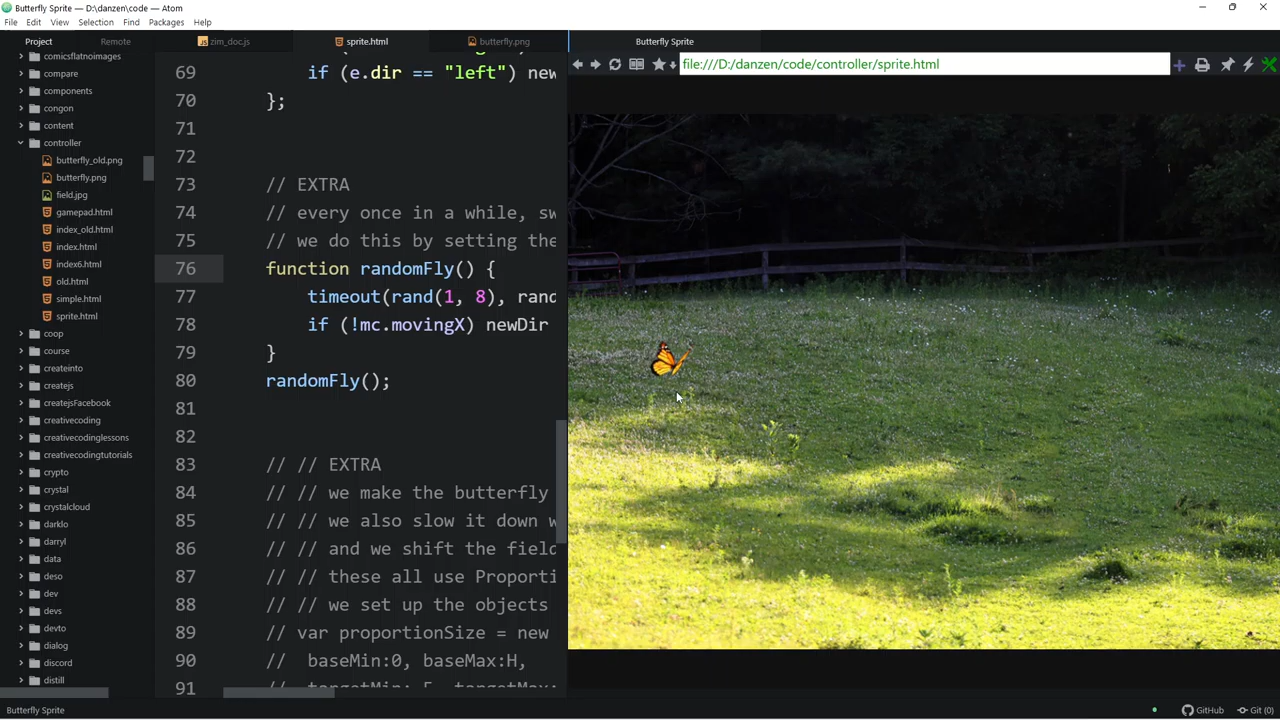 Butterfly Sprite — D:\danzen\code — Atom
File Edit View Selection Find Packages Help
Project Remote
zim_doc.js sprite.html butterfly.png Butterfly Sprite
file:///D:/danzen/code/controller/sprite.html
comicsflatnoimages
compare
components
congon
content
controller
butterfly_old.png
butterfly.png
field.jpg
gamepad.html
index_old.html
index.html
index6.html
old.html
simple.html
sprite.html
coop
course
createinto
createjs
createjsFacebook
creativecoding
creativecodinglessons
creativecodingtutorials
crypto
crystal
crystalcloud
darklo
darryl
data
deso
dev
devs
devto
dialog
discord
distill
69 if (e.dir == "left") new
70 };
71
72
73 // EXTRA
74 // every once in a while, sw
75 // we do this by setting the
76 function randomFly() {
77 timeout(rand(1, 8), rand
78 if (!mc.movingX) newDir
79 }
80 randomFly();
81
82
83 // // EXTRA
84 // // we make the butterfly
85 // // we also slow it down w
86 // // and we shift the field
87 // // these all use Proporti
88 // // we set up the objects
89 // var proportionSize = new
90 // baseMin:0, baseMax:H,
91 // targetMin:.5, targetMax:
Butterfly Sprite
GitHub Git (0)